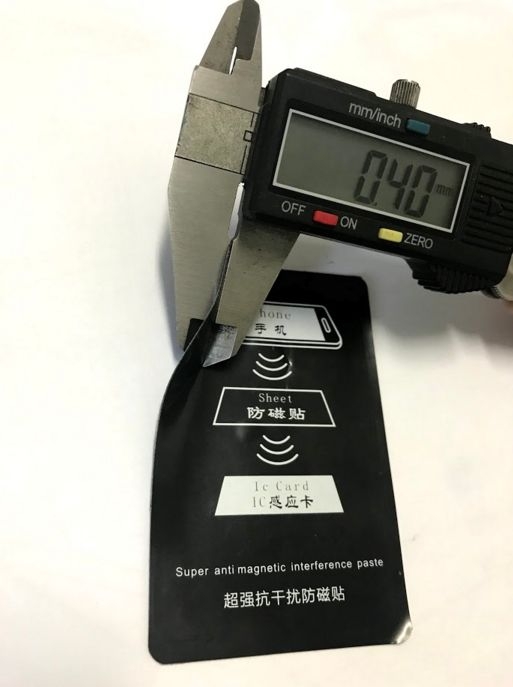 mm/inch
0.40 mm
OFF
ON
ZERO
手机
Sheet
防磁贴
Ic Card
IC感应卡
Super anti magnetic interference paste
超强抗干扰防磁贴